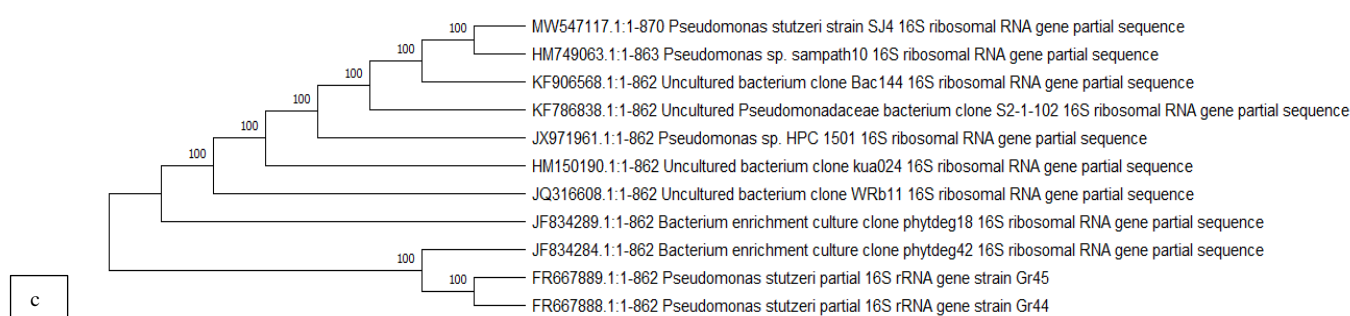 100 MW547117.1:1-870 Pseudomonas stutzeri strain SJ4 16S ribosomal RNA gene partial sequence
100 HM749063.1:1-863 Pseudomonas sp. sampath10 16S ribosomal RNA gene partial sequence
100 KF906568.1:1-862 Uncultured bacterium clone Bac144 16S ribosomal RNA gene partial sequence
100 KF786838.1:1-862 Uncultured Pseudomonadaceae bacterium clone S2-1-102 16S ribosomal RNA gene partial sequence
100 JX971961.1:1-862 Pseudomonas sp. HPC 1501 16S ribosomal RNA gene partial sequence
100 HM150190.1:1-862 Uncultured bacterium clone kua024 16S ribosomal RNA gene partial sequence
JQ316608.1:1-862 Uncultured bacterium clone WRb11 16S ribosomal RNA gene partial sequence
JF834289.1:1-862 Bacterium enrichment culture clone phytdeg18 16S ribosomal RNA gene partial sequence
100 JF834284.1:1-862 Bacterium enrichment culture clone phytdeg42 16S ribosomal RNA gene partial sequence
100 FR667889.1:1-862 Pseudomonas stutzeri partial 16S rRNA gene strain Gr45
FR667888.1:1-862 Pseudomonas stutzeri partial 16S rRNA gene strain Gr44
c